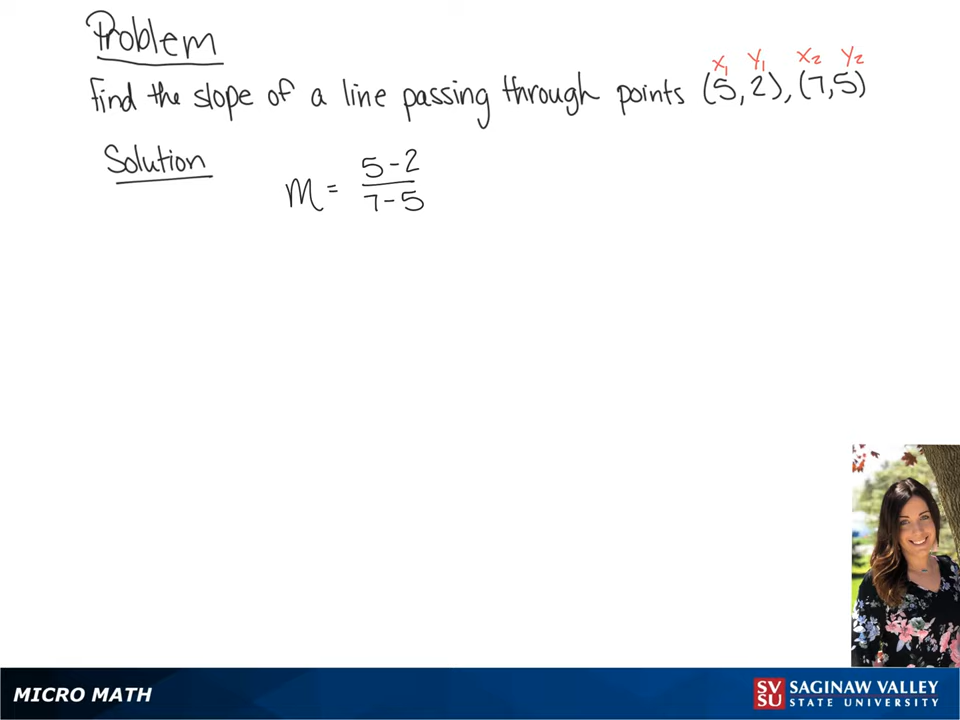 Problem
x₁ y₁ x₂ y₂
Find the slope of a line passing through points (5,2),(7,5)
Solution
m = 5-2
7-5
MICRO MATH
SV
SU
SAGINAW VALLEY
STATE UNIVERSITY